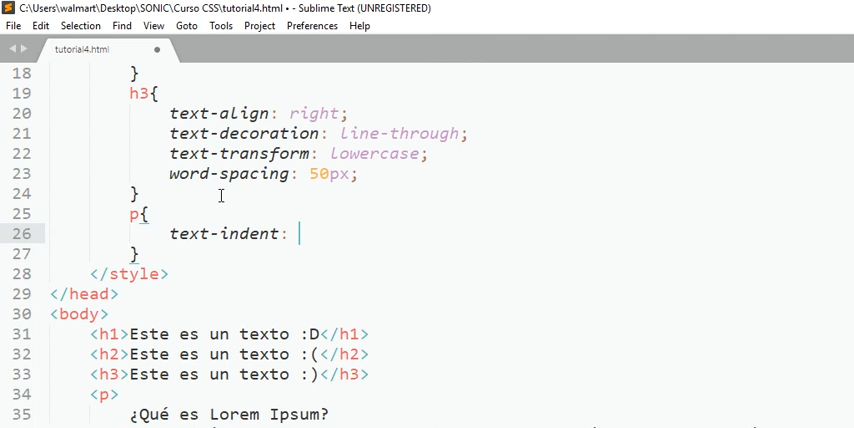 C:\Users\walmart\Desktop\SONIC\Curso CSS\tutorial4.html • - Sublime Text (UNREGISTERED)
File Edit Selection Find View Goto Tools Project Preferences Help
tutorial4.html
18 }
19 h3{
20 text-align: right;
21 text-decoration: line-through;
22 text-transform: lowercase;
23 word-spacing: 50px;
24 }
25 p{
26 text-indent:
27 }
28 </style>
29 </head>
30 <body>
31 <h1>Este es un texto :D</h1>
32 <h2>Este es un texto :(</h2>
33 <h3>Este es un texto :)</h3>
34 <p>
35 ¿Qué es Lorem Ipsum?